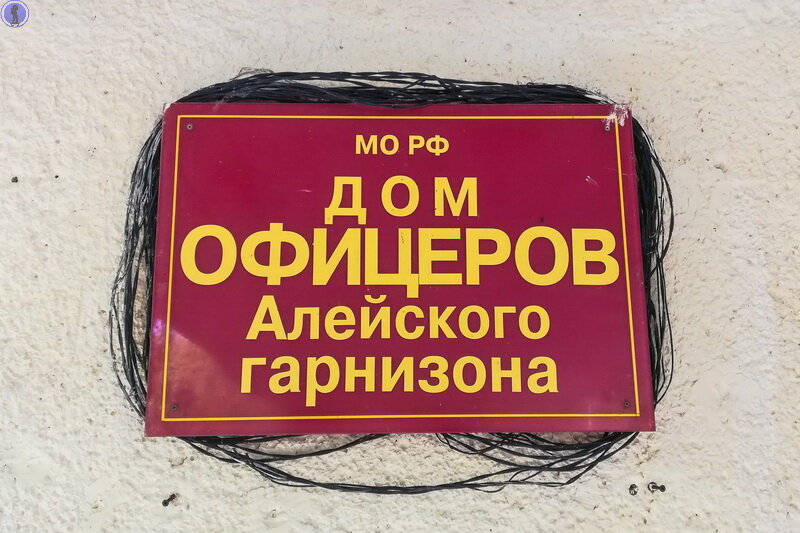 МО РФ
ДОМ
ОФИЦЕРОВ
Алейского
гарнизона